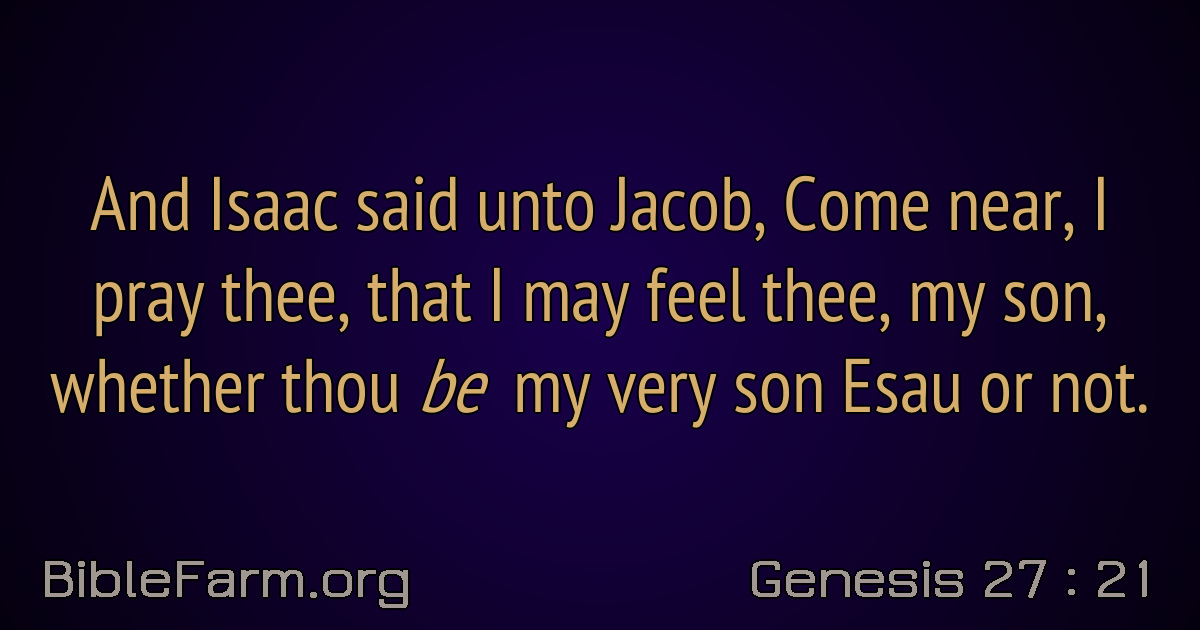 And Isaac said unto Jacob, Come near, I
pray thee, that I may feel thee, my son,
whether thou be my very son Esau or not.
BibleFarm.org
Genesis 27 : 21